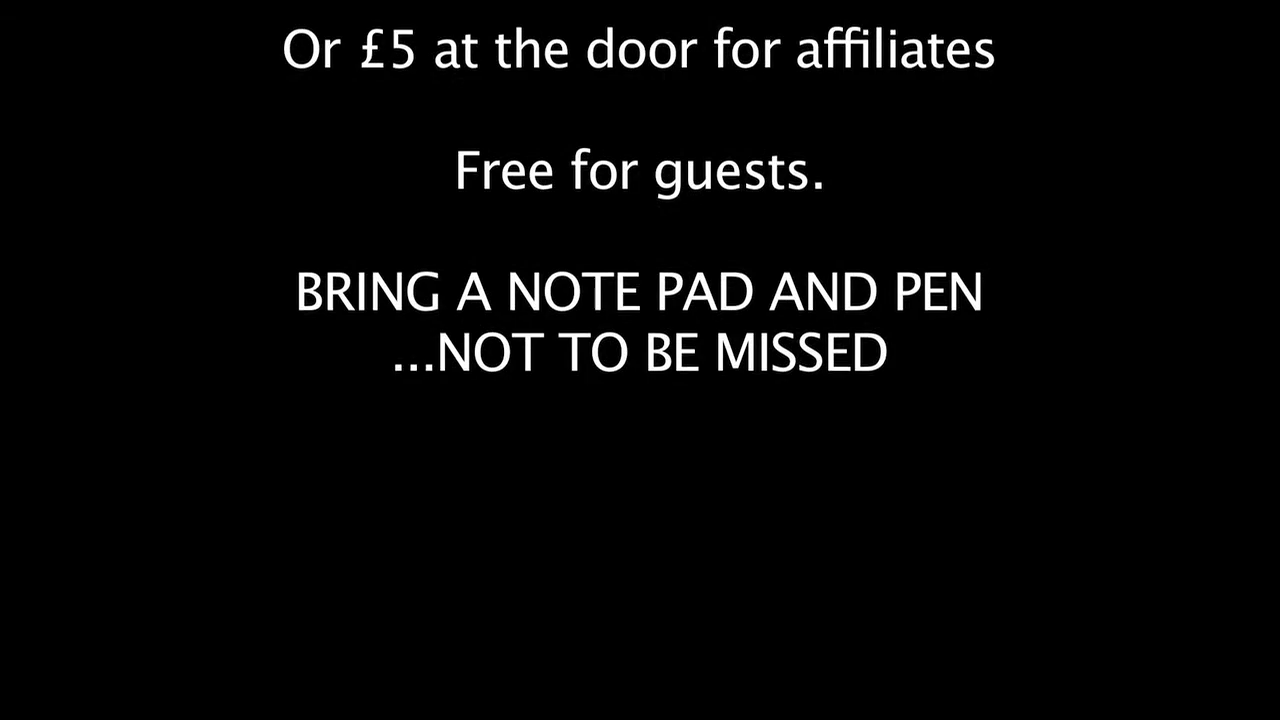 Or £5 at the door for affiliates
Free for guests.
BRING A NOTE PAD AND PEN
...NOT TO BE MISSED